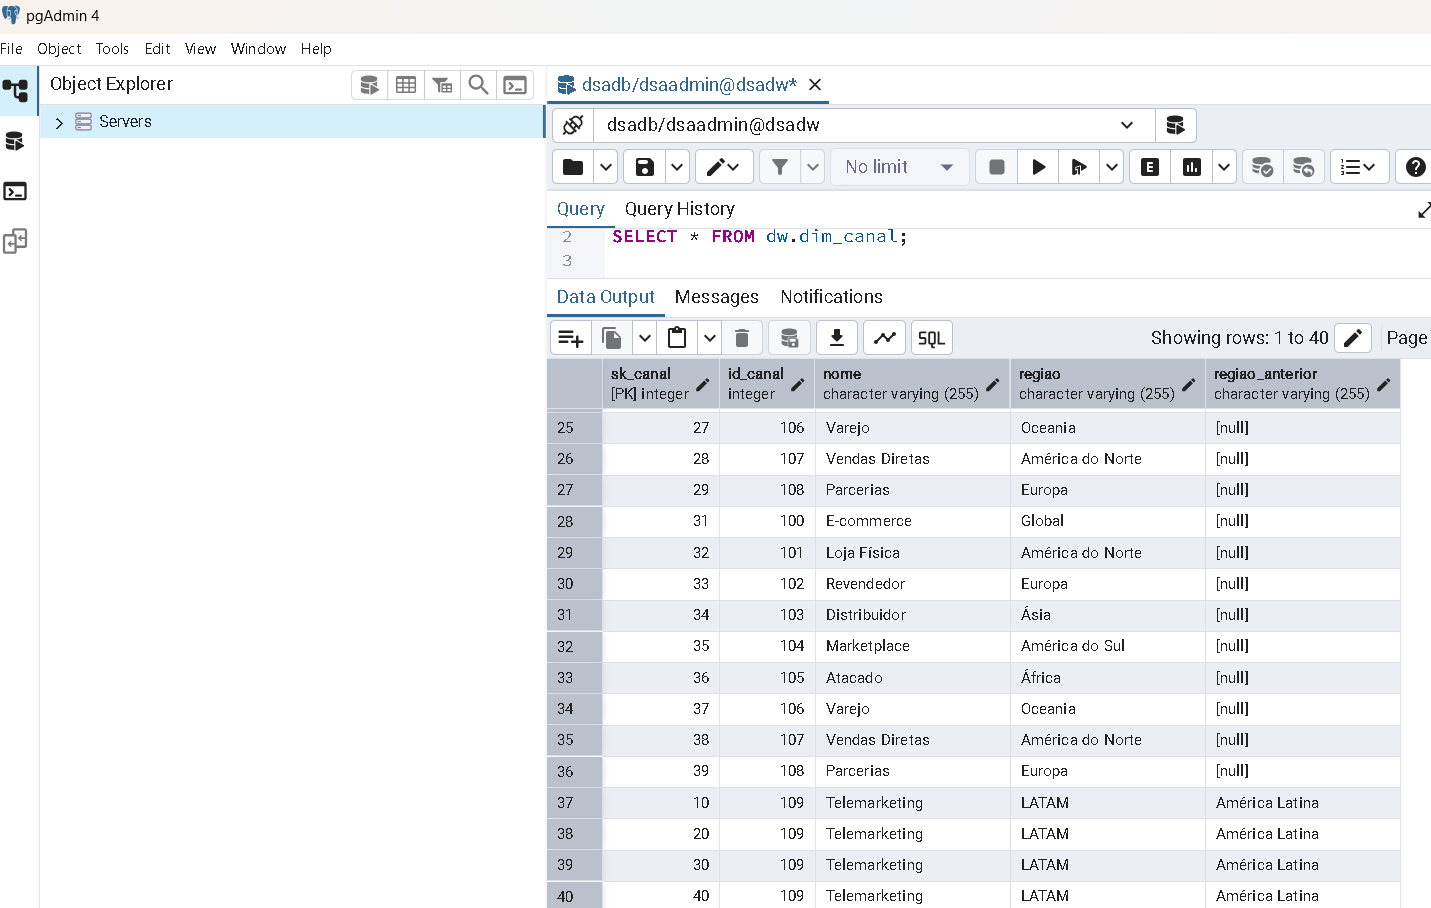 pgAdmin 4
File Object Tools Edit View Window Help
Object Explorer
Servers
dsadb/dsaadmin@dsadw*
dsadb/dsaadmin@dsadw
No limit
E
Query Query History
2 SELECT * FROM dw.dim_canal;
3
Data Output Messages Notifications
SQL Showing rows: 1 to 40 Page
sk_canal id_canal nome regiao regiao_anterior
[PK] integer integer character varying (255) character varying (255) character varying (255)
25 27 106 Varejo Oceania [null]
26 28 107 Vendas Diretas América do Norte [null]
27 29 108 Parcerias Europa [null]
28 31 100 E-commerce Global [null]
29 32 101 Loja Física América do Norte [null]
30 33 102 Revendedor Europa [null]
31 34 103 Distribuidor Ásia [null]
32 35 104 Marketplace América do Sul [null]
33 36 105 Atacado África [null]
34 37 106 Varejo Oceania [null]
35 38 107 Vendas Diretas América do Norte [null]
36 39 108 Parcerias Europa [null]
37 10 109 Telemarketing LATAM América Latina
38 20 109 Telemarketing LATAM América Latina
39 30 109 Telemarketing LATAM América Latina
40 40 109 Telemarketing LATAM América Latina